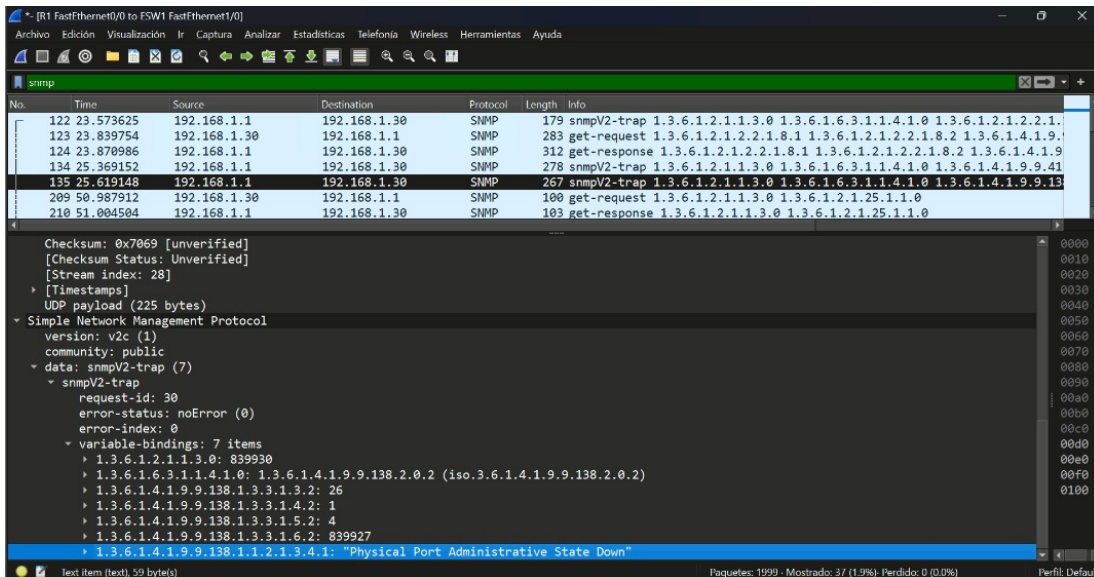 *- [R1 FastEthernet0/0 to ESW1 FastEthernet1/0]
Archivo Edición Visualización Ir Captura Analizar Estadísticas Telefonía Wireless Herramientas Ayuda
snmp
No. Time Source Destination Protocol Length Info
122 23.573625 192.168.1.1 192.168.1.30 SNMP 179 snmpV2-trap 1.3.6.1.2.1.1.3.0 1.3.6.1.6.3.1.1.4.1.0 1.3.6.1.2.1.2.2.1.
123 23.839754 192.168.1.30 192.168.1.1 SNMP 283 get-request 1.3.6.1.2.1.2.2.1.8.1 1.3.6.1.2.1.2.2.1.8.2 1.3.6.1.4.1.9.
124 23.870986 192.168.1.1 192.168.1.30 SNMP 312 get-response 1.3.6.1.2.1.2.2.1.8.1 1.3.6.1.2.1.2.2.1.8.2 1.3.6.1.4.1.9
134 25.369152 192.168.1.1 192.168.1.30 SNMP 278 snmpV2-trap 1.3.6.1.2.1.1.3.0 1.3.6.1.6.3.1.1.4.1.0 1.3.6.1.4.1.9.9.41
135 25.619148 192.168.1.1 192.168.1.30 SNMP 267 snmpV2-trap 1.3.6.1.2.1.1.3.0 1.3.6.1.6.3.1.1.4.1.0 1.3.6.1.4.1.9.9.13
209 50.987912 192.168.1.30 192.168.1.1 SNMP 100 get-request 1.3.6.1.2.1.1.3.0 1.3.6.1.2.1.25.1.1.0
210 51.004504 192.168.1.1 192.168.1.30 SNMP 103 get-response 1.3.6.1.2.1.1.3.0 1.3.6.1.2.1.25.1.1.0
Checksum: 0x7069 [unverified]
[Checksum Status: Unverified]
[Stream index: 28]
[Timestamps]
UDP payload (225 bytes)
Simple Network Management Protocol
version: v2c (1)
community: public
data: snmpV2-trap (7)
snmpV2-trap
request-id: 30
error-status: noError (0)
error-index: 0
variable-bindings: 7 items
1.3.6.1.2.1.1.3.0: 839930
1.3.6.1.6.3.1.1.4.1.0: 1.3.6.1.4.1.9.9.138.2.0.2 (iso.3.6.1.4.1.9.9.138.2.0.2)
1.3.6.1.4.1.9.9.138.1.3.3.1.3.2: 26
1.3.6.1.4.1.9.9.138.1.3.3.1.4.2: 1
1.3.6.1.4.1.9.9.138.1.3.3.1.5.2: 4
1.3.6.1.4.1.9.9.138.1.3.3.1.6.2: 839927
1.3.6.1.4.1.9.9.138.1.1.2.1.3.4.1: "Physical Port Administrative State Down"
0000
0010
0020
0030
0040
0050
0060
0070
0080
0090
00a0
00b0
00c0
00d0
00e0
00f0
0100
Text item (text), 59 byte(s)
Paquetes: 1999 · Mostrado: 37 (1.9%)· Perdido: 0 (0.0%)
Perfil: Defau